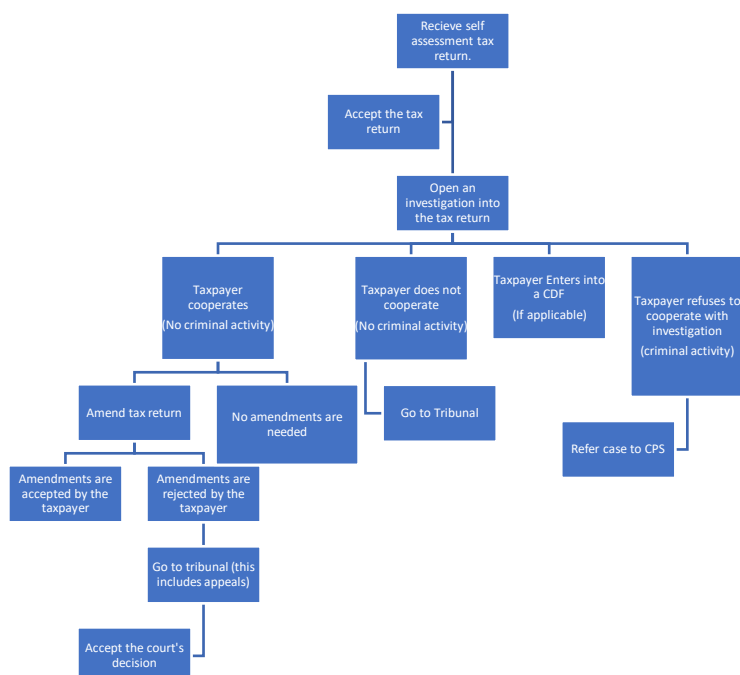 Recieve self
assessment tax
return.
Accept the tax
return
Open an
investigation into
the tax return
Taxpayer
cooperates
(No criminal activity)
Taxpayer does not
cooperate
(No criminal activity)
Taxpayer Enters into
a CDF
(If applicable)
Taxpayer refuses to
cooperate with
investigation
(criminal activity)
Amend tax return
No amendments are
needed
Go to Tribunal
Refer case to CPS
Amendments are
accepted by the
taxpayer
Amendments are
rejected by the
taxpayer
Go to tribunal (this
includes appeals)
Accept the court's
decision